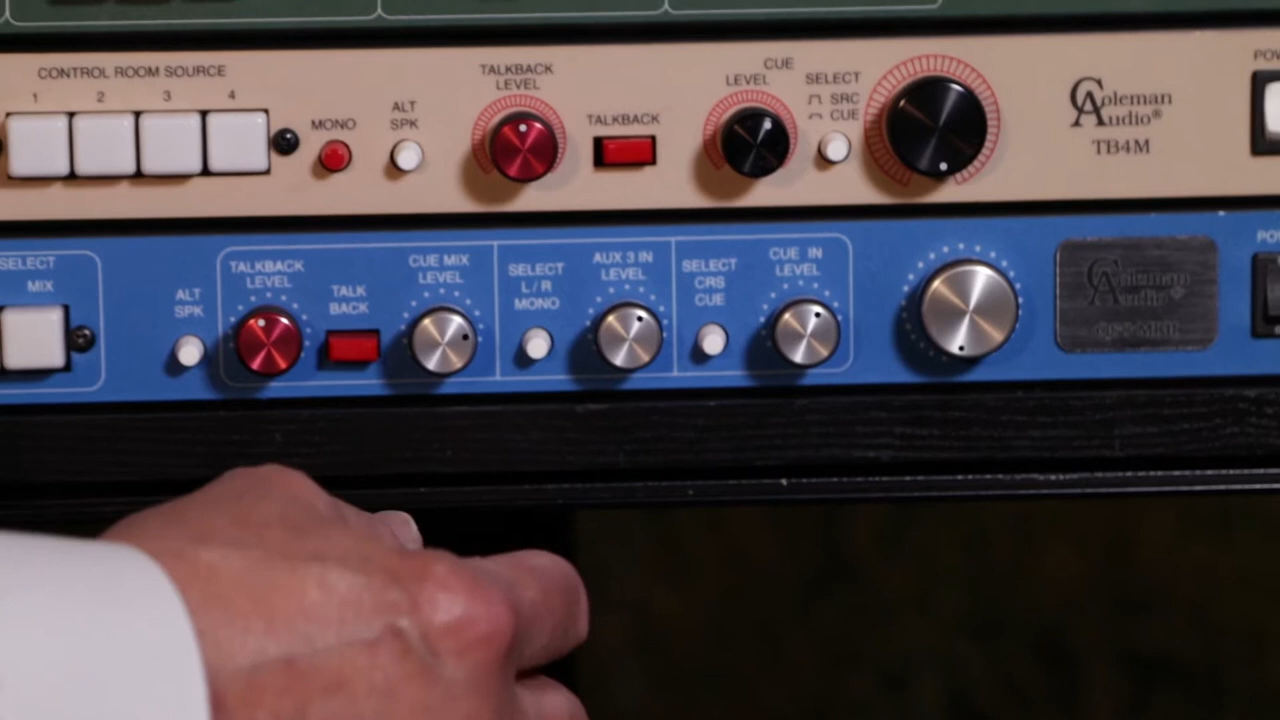 CONTROL ROOM SOURCE
1 2 3 4
MONO
ALT
SPK
TALKBACK
LEVEL
TALKBACK
CUE
LEVEL
SELECT
SRC
CUE
Coleman
Audio®
TB4M
SELECT
MIX
ALT
SPK
TALKBACK
LEVEL
TALK
BACK
CUE MIX
LEVEL
SELECT
L / R
MONO
AUX 3 IN
LEVEL
SELECT
CRS
CUE
CUE IN
LEVEL
Coleman
Audio